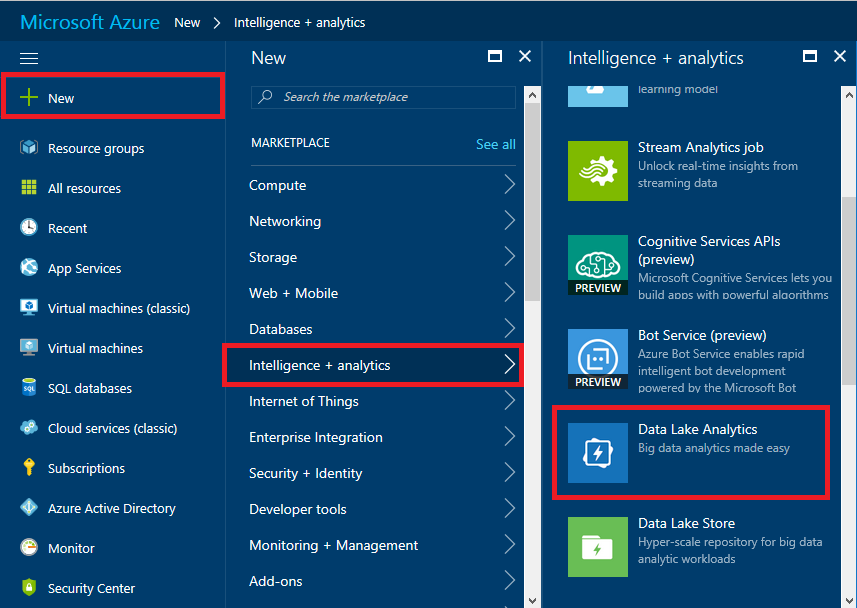 Microsoft Azure New > Intelligence + analytics
New
Resource groups
All resources
Recent
App Services
Virtual machines (classic)
Virtual machines
SQL databases
Cloud services (classic)
Subscriptions
Azure Active Directory
Monitor
Security Center
New
Search the marketplace
MARKETPLACE
See all
Compute
Networking
Storage
Web + Mobile
Databases
Intelligence + analytics
Internet of Things
Enterprise Integration
Security + Identity
Developer tools
Monitoring + Management
Add-ons
Intelligence + analytics
learning model
Stream Analytics job
Unlock real-time insights from
streaming data
PREVIEW
Cognitive Services APIs
(preview)
Microsoft Cognitive Services lets you
build apps with powerful algorithms
PREVIEW
Bot Service (preview)
Azure Bot Service enables rapid
intelligent bot development
powered by the Microsoft Bot
Data Lake Analytics
Big data analytics made easy
Data Lake Store
Hyper-scale repository for big data
analytic workloads